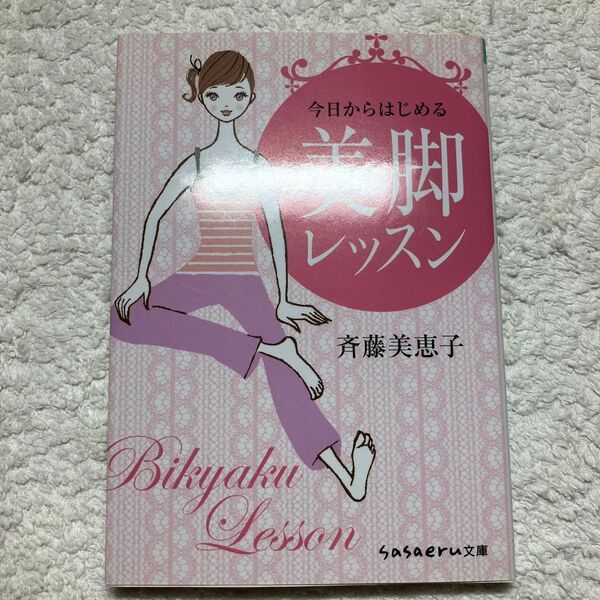 今日からはじめる
美脚
レッスン
斉藤美恵子
Bikyaku
Lesson
sasaeru文庫